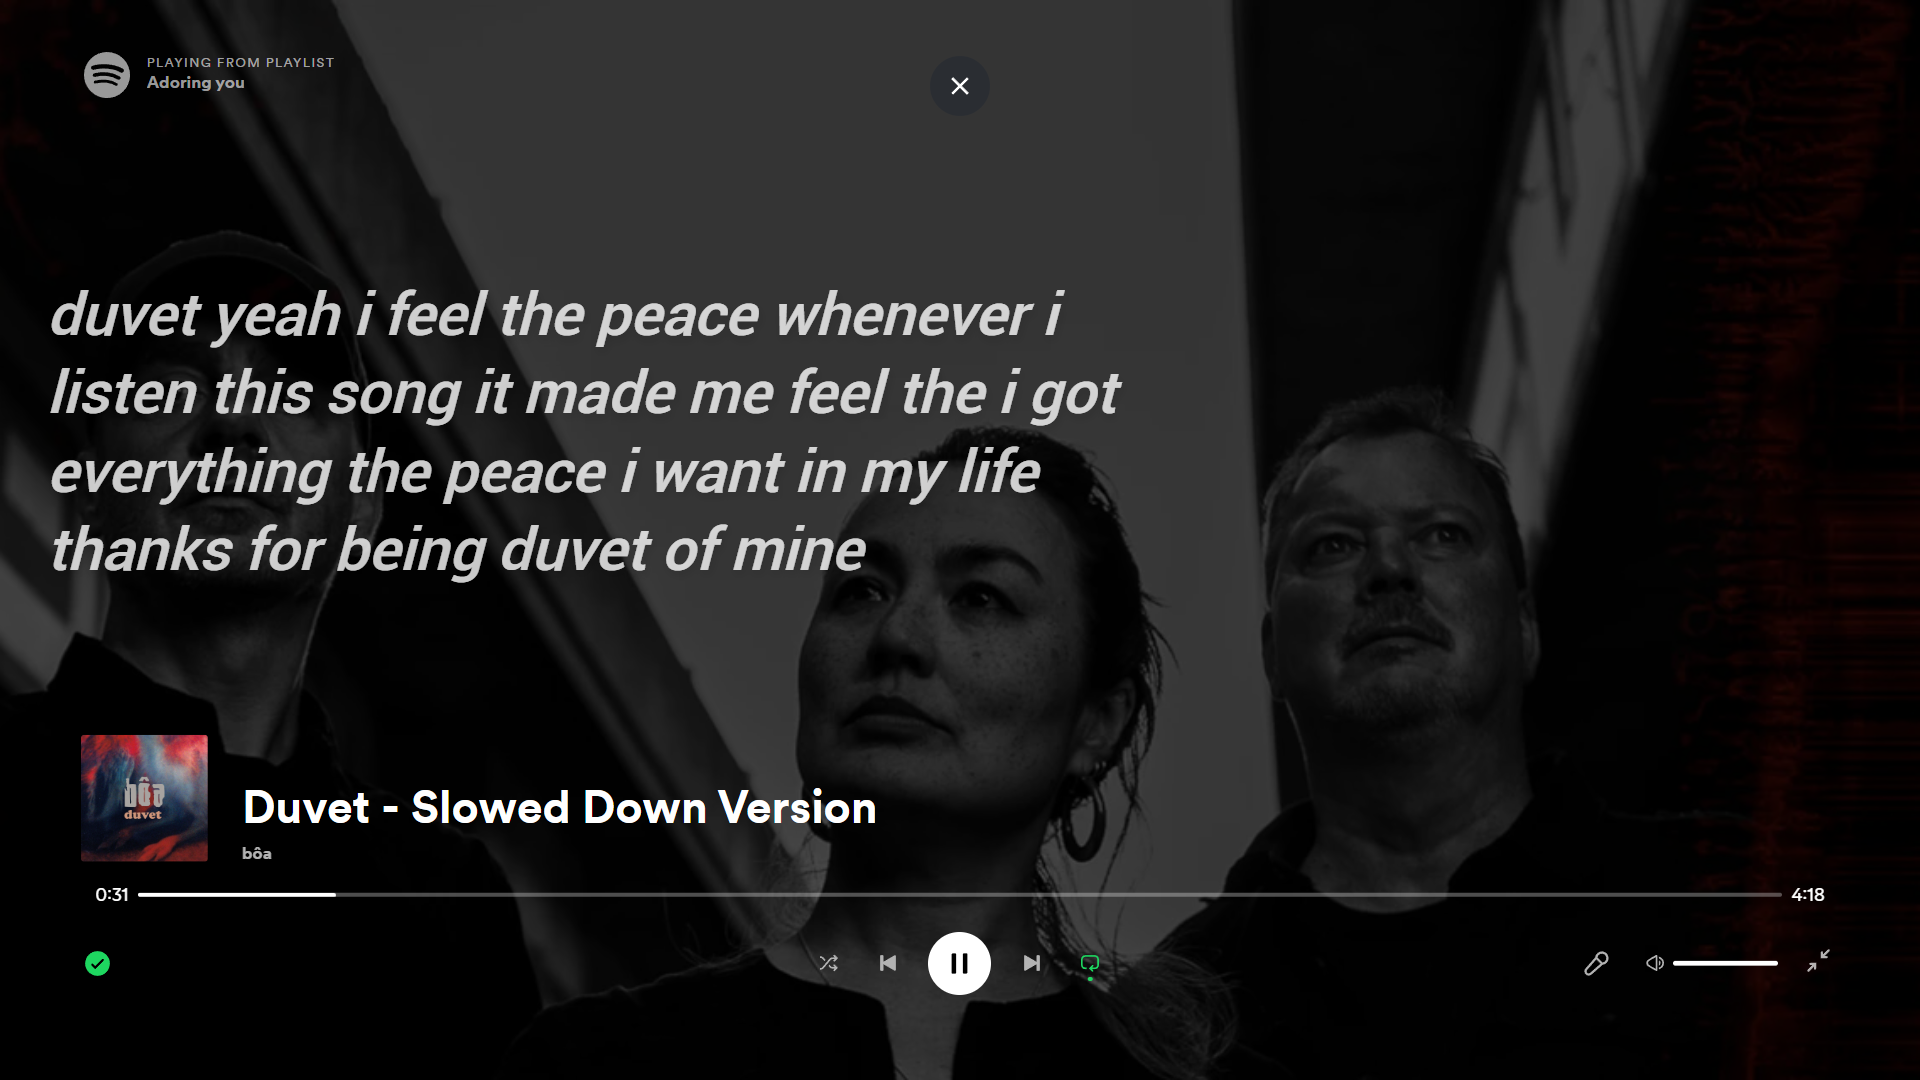 PLAYING FROM PLAYLIST
Adoring you
duvet yeah i feel the peace whenever i
listen this song it made me feel the i got
everything the peace i want in my life
thanks for being duvet of mine
bôa
duvet
Duvet - Slowed Down Version
bôa
0:31
4:18